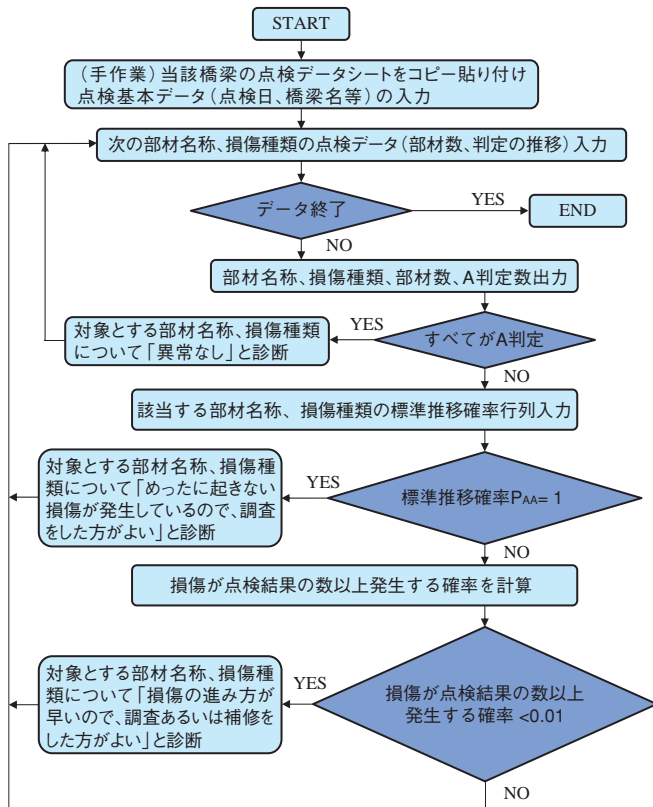 START
（手作業）当該橋梁の点検データシートをコピー貼り付け
点検基本データ（点検日、橋梁名等）の入力
次の部材名称、損傷種類の点検データ（部材数、判定の推移）入力
データ終了
YES
END
NO
部材名称、損傷種類、部材数、A判定数出力
すべてがA判定
YES
対象とする部材名称、損傷種類
について「異常なし」と診断
NO
該当する部材名称、損傷種類の標準推移確率行列入力
標準推移確率PAA= 1
YES
対象とする部材名称、損傷種
類について「めったに起きない
損傷が発生しているので、調査
をした方がよい」と診断
NO
損傷が点検結果の数以上発生する確率を計算
損傷が点検結果の数以上
発生する確率 <0.01
YES
対象とする部材名称、損傷種
類について「損傷の進み方が
早いので、調査あるいは補修を
した方がよい」と診断
NO